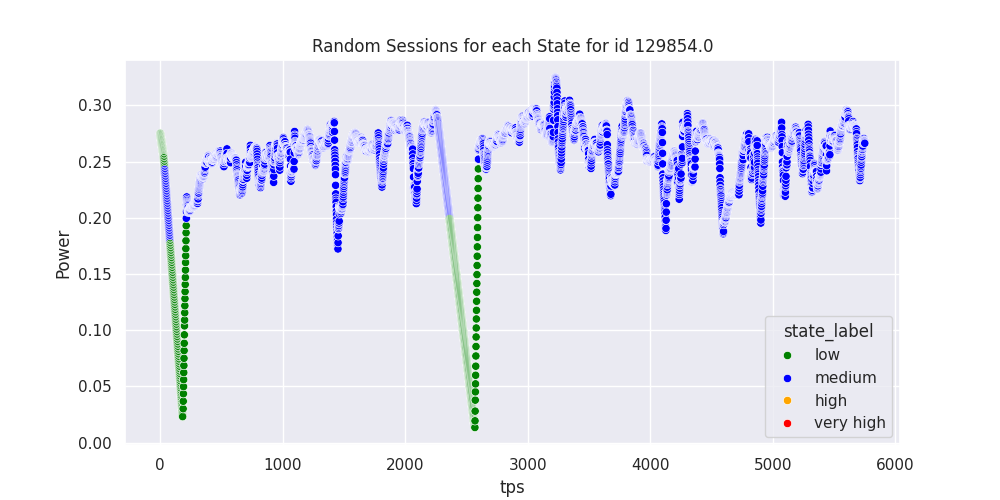 Random Sessions for each State for id 129854.0
Power
0.30
0.25
0.20
0.15
0.10
0.05
0.00
0
1000
2000
3000
4000
5000
6000
tps
state_label
low
medium
high
very high